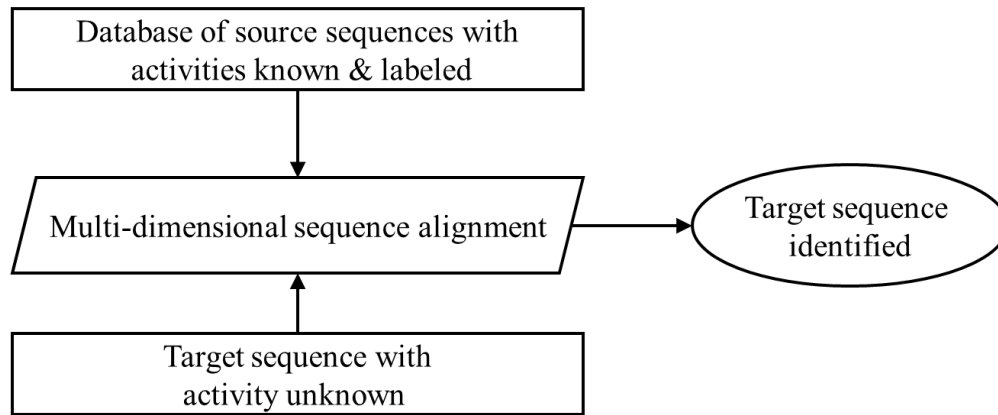 Database of source sequences with
activities known & labeled
Multi-dimensional sequence alignment
Target sequence
identified
Target sequence with
activity unknown